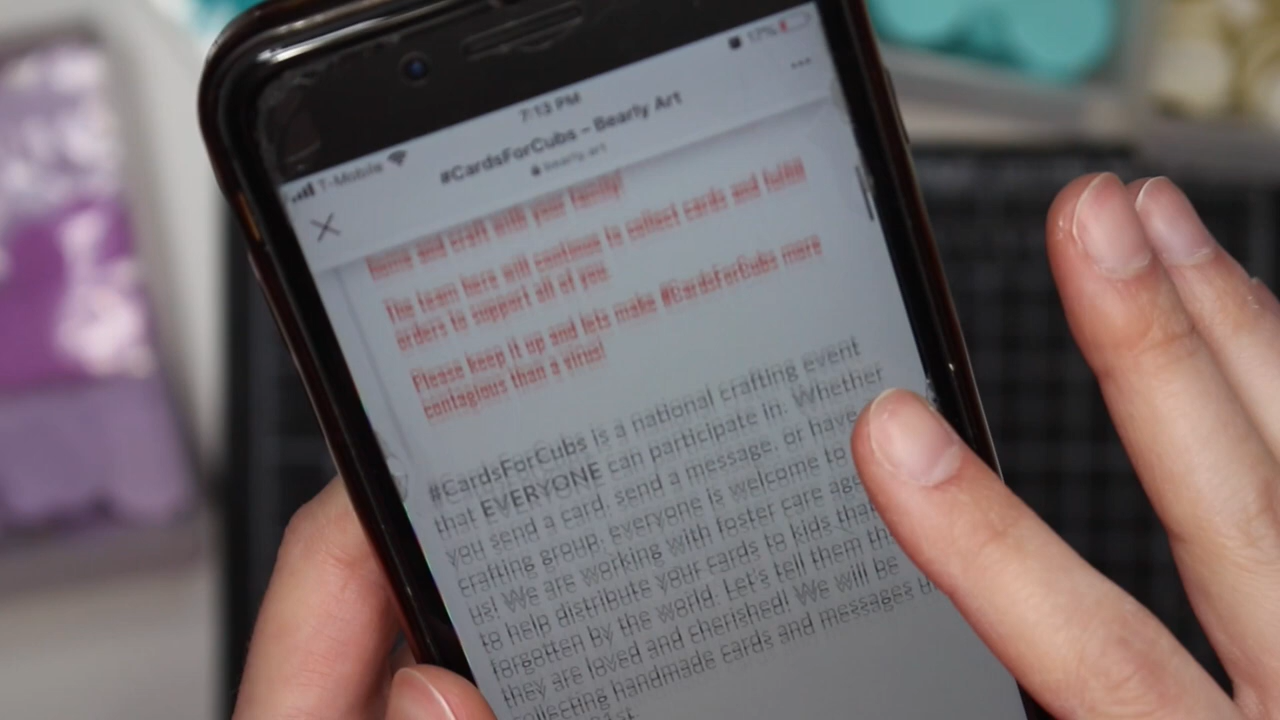 T-Mobile
7:13 PM
17%
#CardsForCubs – Bearly Art
bearly.art
home and craft with your family!
The team here will continue to collect cards and fulfill
orders to support all of you.
Please keep it up and lets make #CardsForCubs more
contagious than a virus!
#CardsForCubs is a national crafting event
that EVERYONE can participate in. Whether
you send a card, send a message, or have
crafting group, everyone is welcome to
us! We are working with foster care
to help distribute your cards to kids
forgotten by the world. Let's tell them
they are loved and cherished! We will be
collecting handmade cards and messages